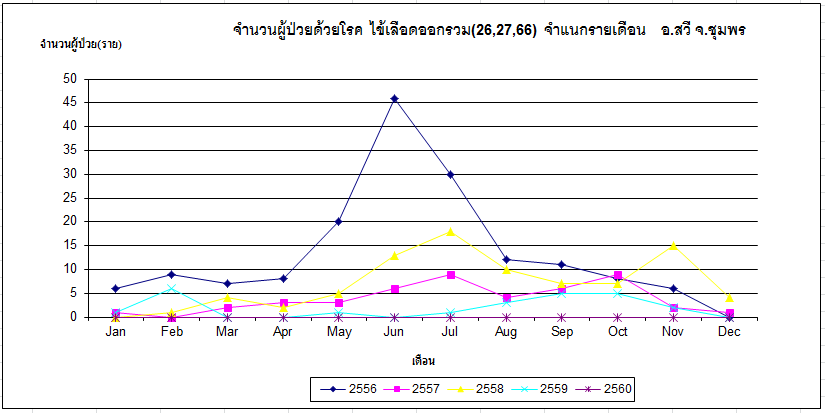 จำนวนผู้ป่วยด้วยโรค ไข้เลือดออกรวม(26,27,66) จำแนกรายเดือน อ.สวี จ.ชุมพร
จำนวนผู้ป่วย(ราย)
50
45
40
35
30
25
20
15
10
5
0
Jan Feb Mar Apr May Jun Jul Aug Sep Oct Nov Dec
เดือน
2556 2557 2558 2559 2560